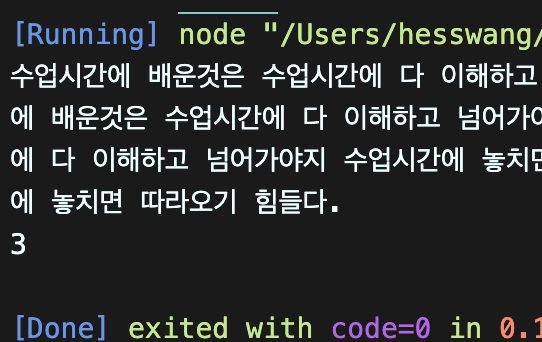 [Running] node "/Users/hesswang/
수업시간에 배운것은 수업시간에 다 이해하고
에 배운것은 수업시간에 다 이해하고 넘어가야
에 다 이해하고 넘어가야지 수업시간에 놓치면
에 놓치면 따라오기 힘들다.
3
[Done] exited with code=0 in 0.1